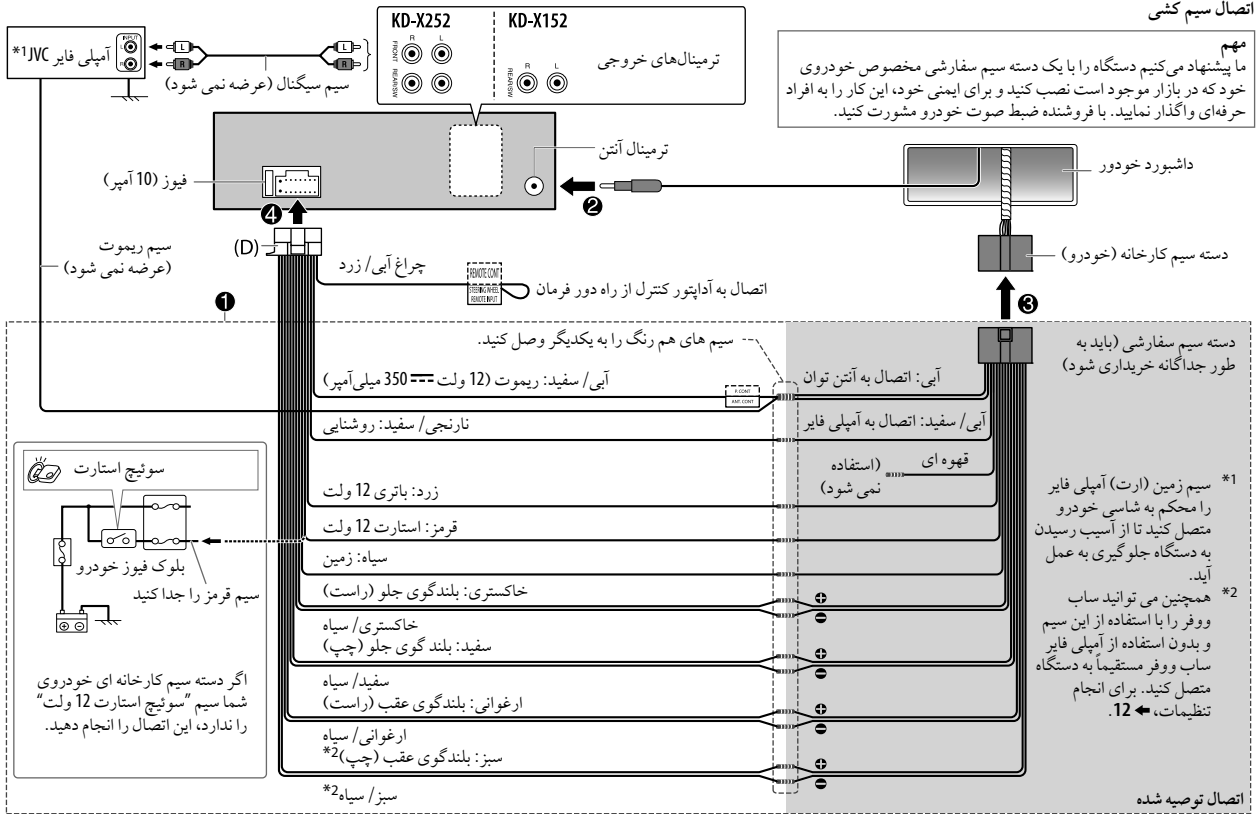 اتصال سیم کشی
مهم
ما پیشنهاد می‌کنیم دستگاه را با یک دسته سیم سفارشی مخصوص خودروی
خود که در بازار موجود است نصب کنید و برای ایمنی خود، این کار را به افراد
حرفه‌ای واگذار نمایید. با فروشنده ضبط صوت خودرو مشورت کنید.
KD-X252
KD-X152
R L
FRONT
REAR/SW
R L
REAR/SW
ترمینال‌های خروجی
INPUT
L
R
آمپلی فایر JVC*1
L
R
L
R
سیم سیگنال (عرضه نمی شود)
ترمینال آنتن
فیوز (10 آمپر)
داشبورد خودور
2
4
(D)
سیم ریموت
(عرضه نمی شود)
چراغ آبی/ زرد
REMOTE CONT
STEERING WHEEL
REMOTE INPUT
اتصال به آداپتور کنترل از راه دور فرمان
دسته سیم کارخانه (خودرو)
3
1
دسته سیم سفارشی (باید به
طور جداگانه خریداری شود)
سیم های هم رنگ را به یکدیگر وصل کنید.
آبی/ سفید: ریموت (12 ولت 350 میلی‌آمپر)
P. CONT
ANT. CONT
آبی: اتصال به آنتن توان
نارنجی/ سفید: روشنایی
آبی/ سفید: اتصال به آمپلی فایر
قهوه ای
(استفاده
نمی شود)
زرد: باتری 12 ولت
قرمز: استارت 12 ولت
سیاه: زمین
خاکستری: بلندگوی جلو (راست)
خاکستری/ سیاه
سفید: بلند گوی جلو (چپ)
سفید/ سیاه
ارغوانی: بلندگوی عقب (راست)
ارغوانی/ سیاه
سبز: بلندگوی عقب (چپ)*2
سبز/ سیاه*2
سوئیچ استارت
بلوک فیوز خودرو
سیم قرمز را جدا کنید
اگر دسته سیم کارخانه ای خودروی
شما سیم "سوئیچ استارت 12 ولت"
را ندارد، این اتصال را انجام دهید.
*1 سیم زمین (ارت) آمپلی فایر
را محکم به شاسی خودرو
متصل کنید تا از آسیب رسیدن
به دستگاه جلوگیری به عمل
آید.
*2 همچنین می توانید ساب
ووفر را با استفاده از این سیم
و بدون استفاده از آمپلی فایر
ساب ووفر مستقیماً به دستگاه
متصل کنید. برای انجام
تنظیمات، ➜ 12.
اتصال توصیه شده